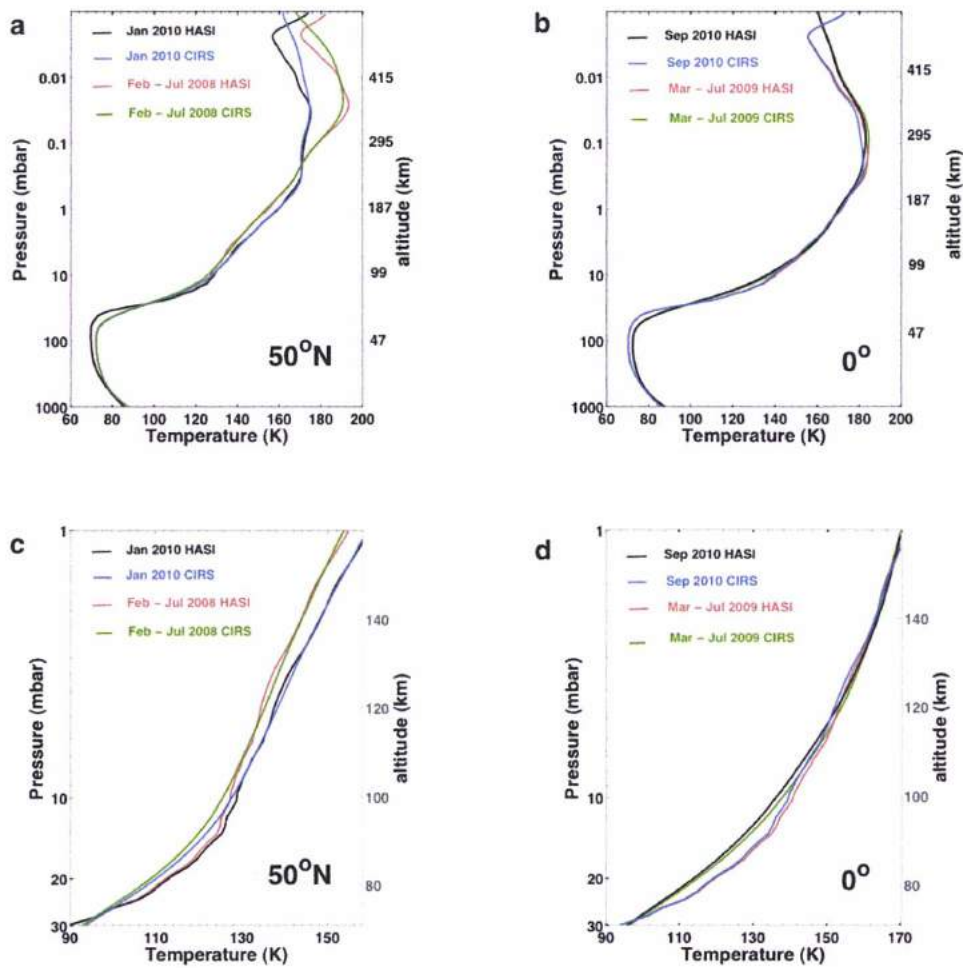 a
Jan 2010 HASI
Jan 2010 CIRS
Feb – Jul 2008 HASI
Feb – Jul 2008 CIRS
0.01
0.1
1
10
100
1000
Pressure (mbar)
415
295
187
99
47
altitude (km)
50°N
60 80 100 120 140 160 180 200
Temperature (K)
b
Sep 2010 HASI
Sep 2010 CIRS
Mar – Jul 2009 HASI
Mar – Jul 2009 CIRS
0.01
0.1
1
10
100
1000
Pressure (mbar)
415
295
187
99
47
altitude (km)
0°
60 80 100 120 140 160 180 200
Temperature (K)
c
Jan 2010 HASI
Jan 2010 CIRS
Feb – Jul 2008 HASI
Feb – Jul 2008 CIRS
1
10
20
30
Pressure (mbar)
140
120
100
80
altitude (km)
50°N
90 110 130 150
Temperature (K)
d
Sep 2010 HASI
Sep 2010 CIRS
Mar – Jul 2009 HASI
Mar – Jul 2009 CIRS
1
10
20
30
Pressure (mbar)
140
120
100
80
altitude (km)
0°
90 110 130 150 170
Temperature (K)